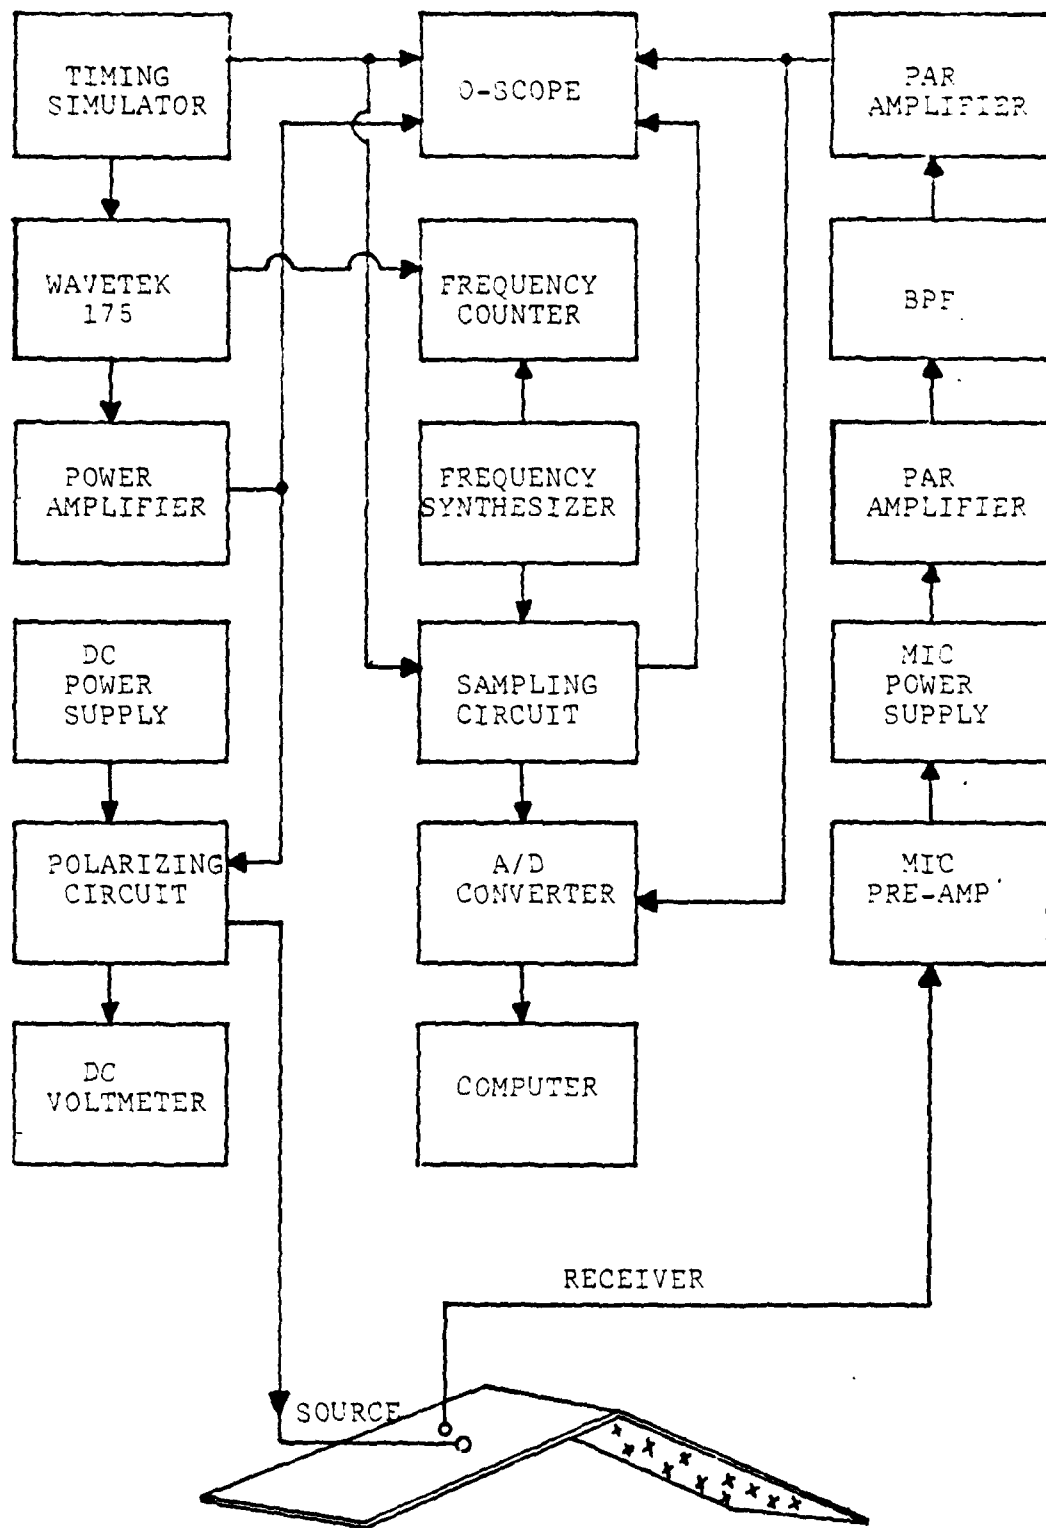 TIMING
SIMULATOR
O-SCOPE
PAR
AMPLIFIER
WAVETEK
175
FREQUENCY
COUNTER
BPF
POWER
AMPLIFIER
FREQUENCY
SYNTHESIZER
PAR
AMPLIFIER
DC
POWER
SUPPLY
SAMPLING
CIRCUIT
MIC
POWER
SUPPLY
POLARIZING
CIRCUIT
A/D
CONVERTER
MIC
PRE-AMP
DC
VOLTMETER
COMPUTER
RECEIVER
SOURCE